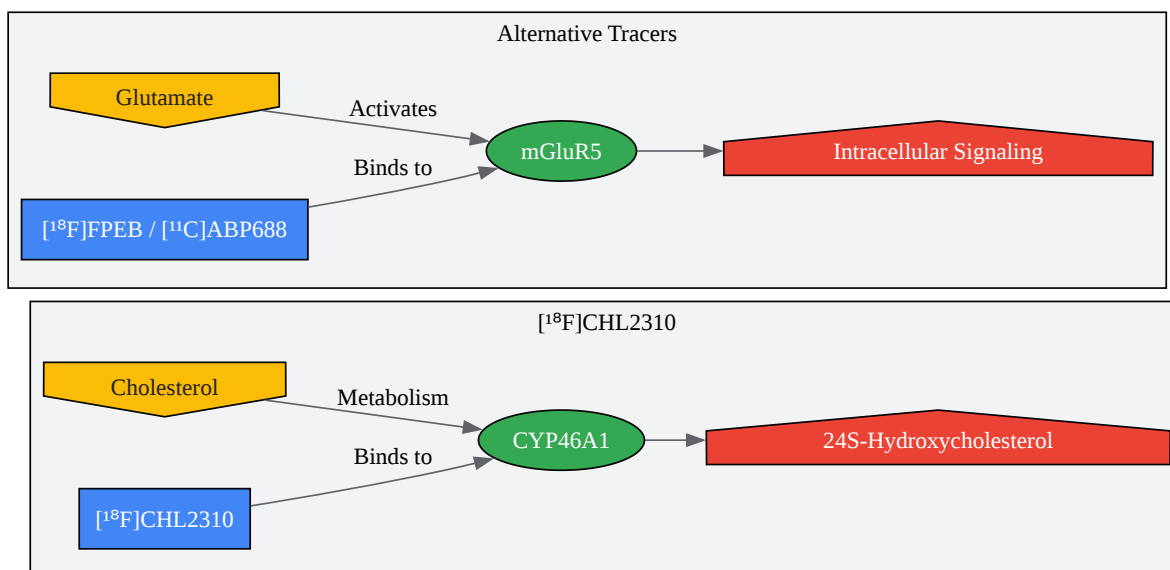 Alternative Tracers
Glutamate
Activates
mGluR5
Intracellular Signaling
Binds to
[¹⁸F]FPEB / [¹¹C]ABP688
[¹⁸F]CHL2310
Cholesterol
Metabolism
CYP46A1
24S-Hydroxycholesterol
Binds to
[¹⁸F]CHL2310